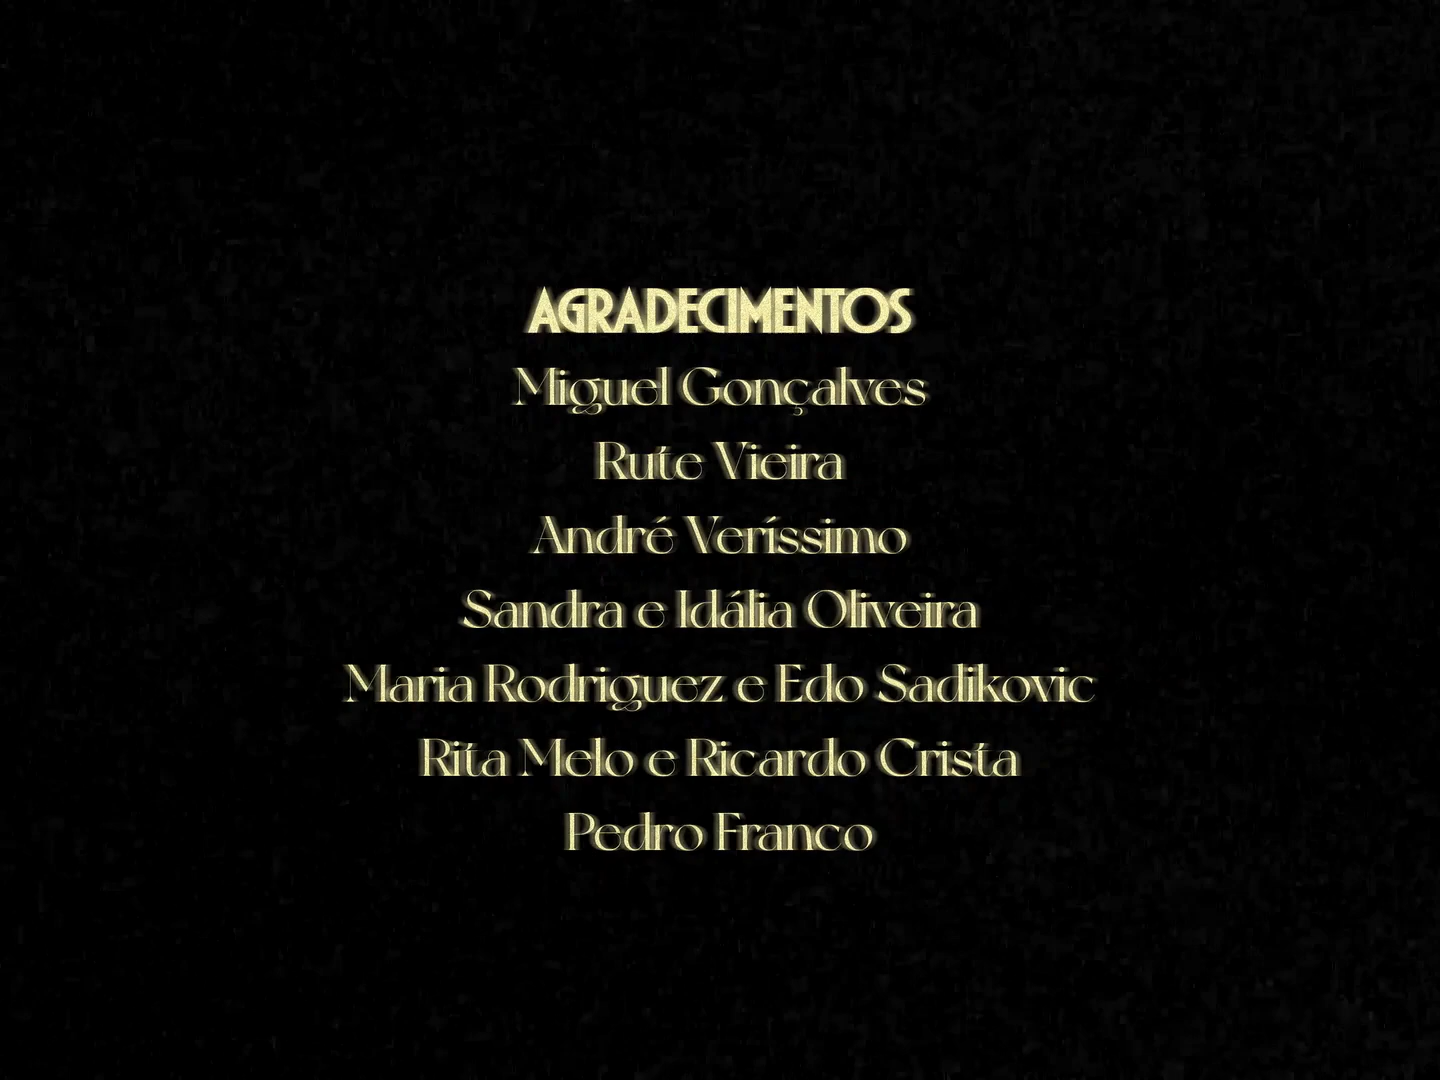 AGRADECIMENTOS
Miguel Gonçalves
Rute Vieira
André Veríssimo
Sandra e Idália Oliveira
Maria Rodriguez e Edo Sadikovic
Rita Melo e Ricardo Crista
Pedro Franco